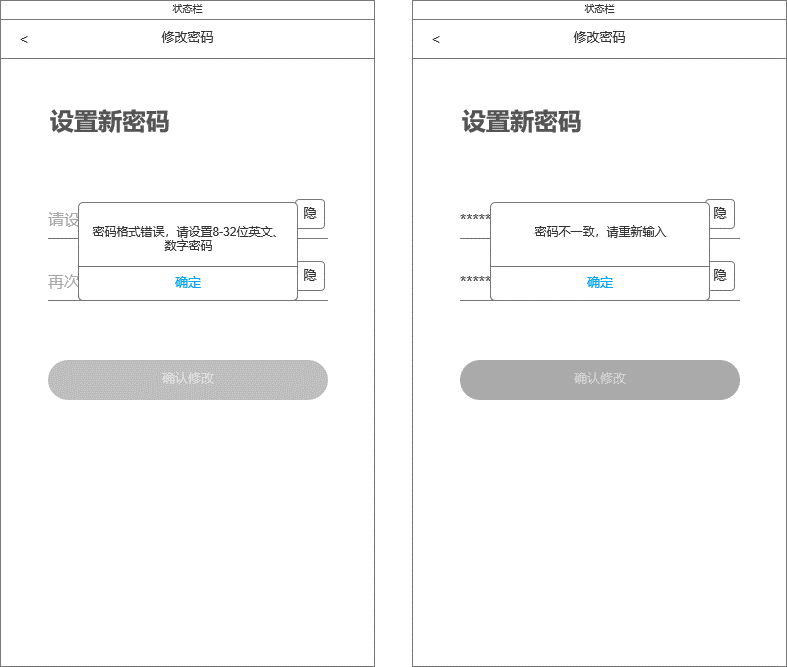 状态栏
<
修改密码
设置新密码
请设
隐
密码格式错误，请设置8-32位英文、
数字密码
再次
隐
确定
确认修改
状态栏
<
修改密码
设置新密码
*****
隐
密码不一致，请重新输入
*****
隐
确定
确认修改